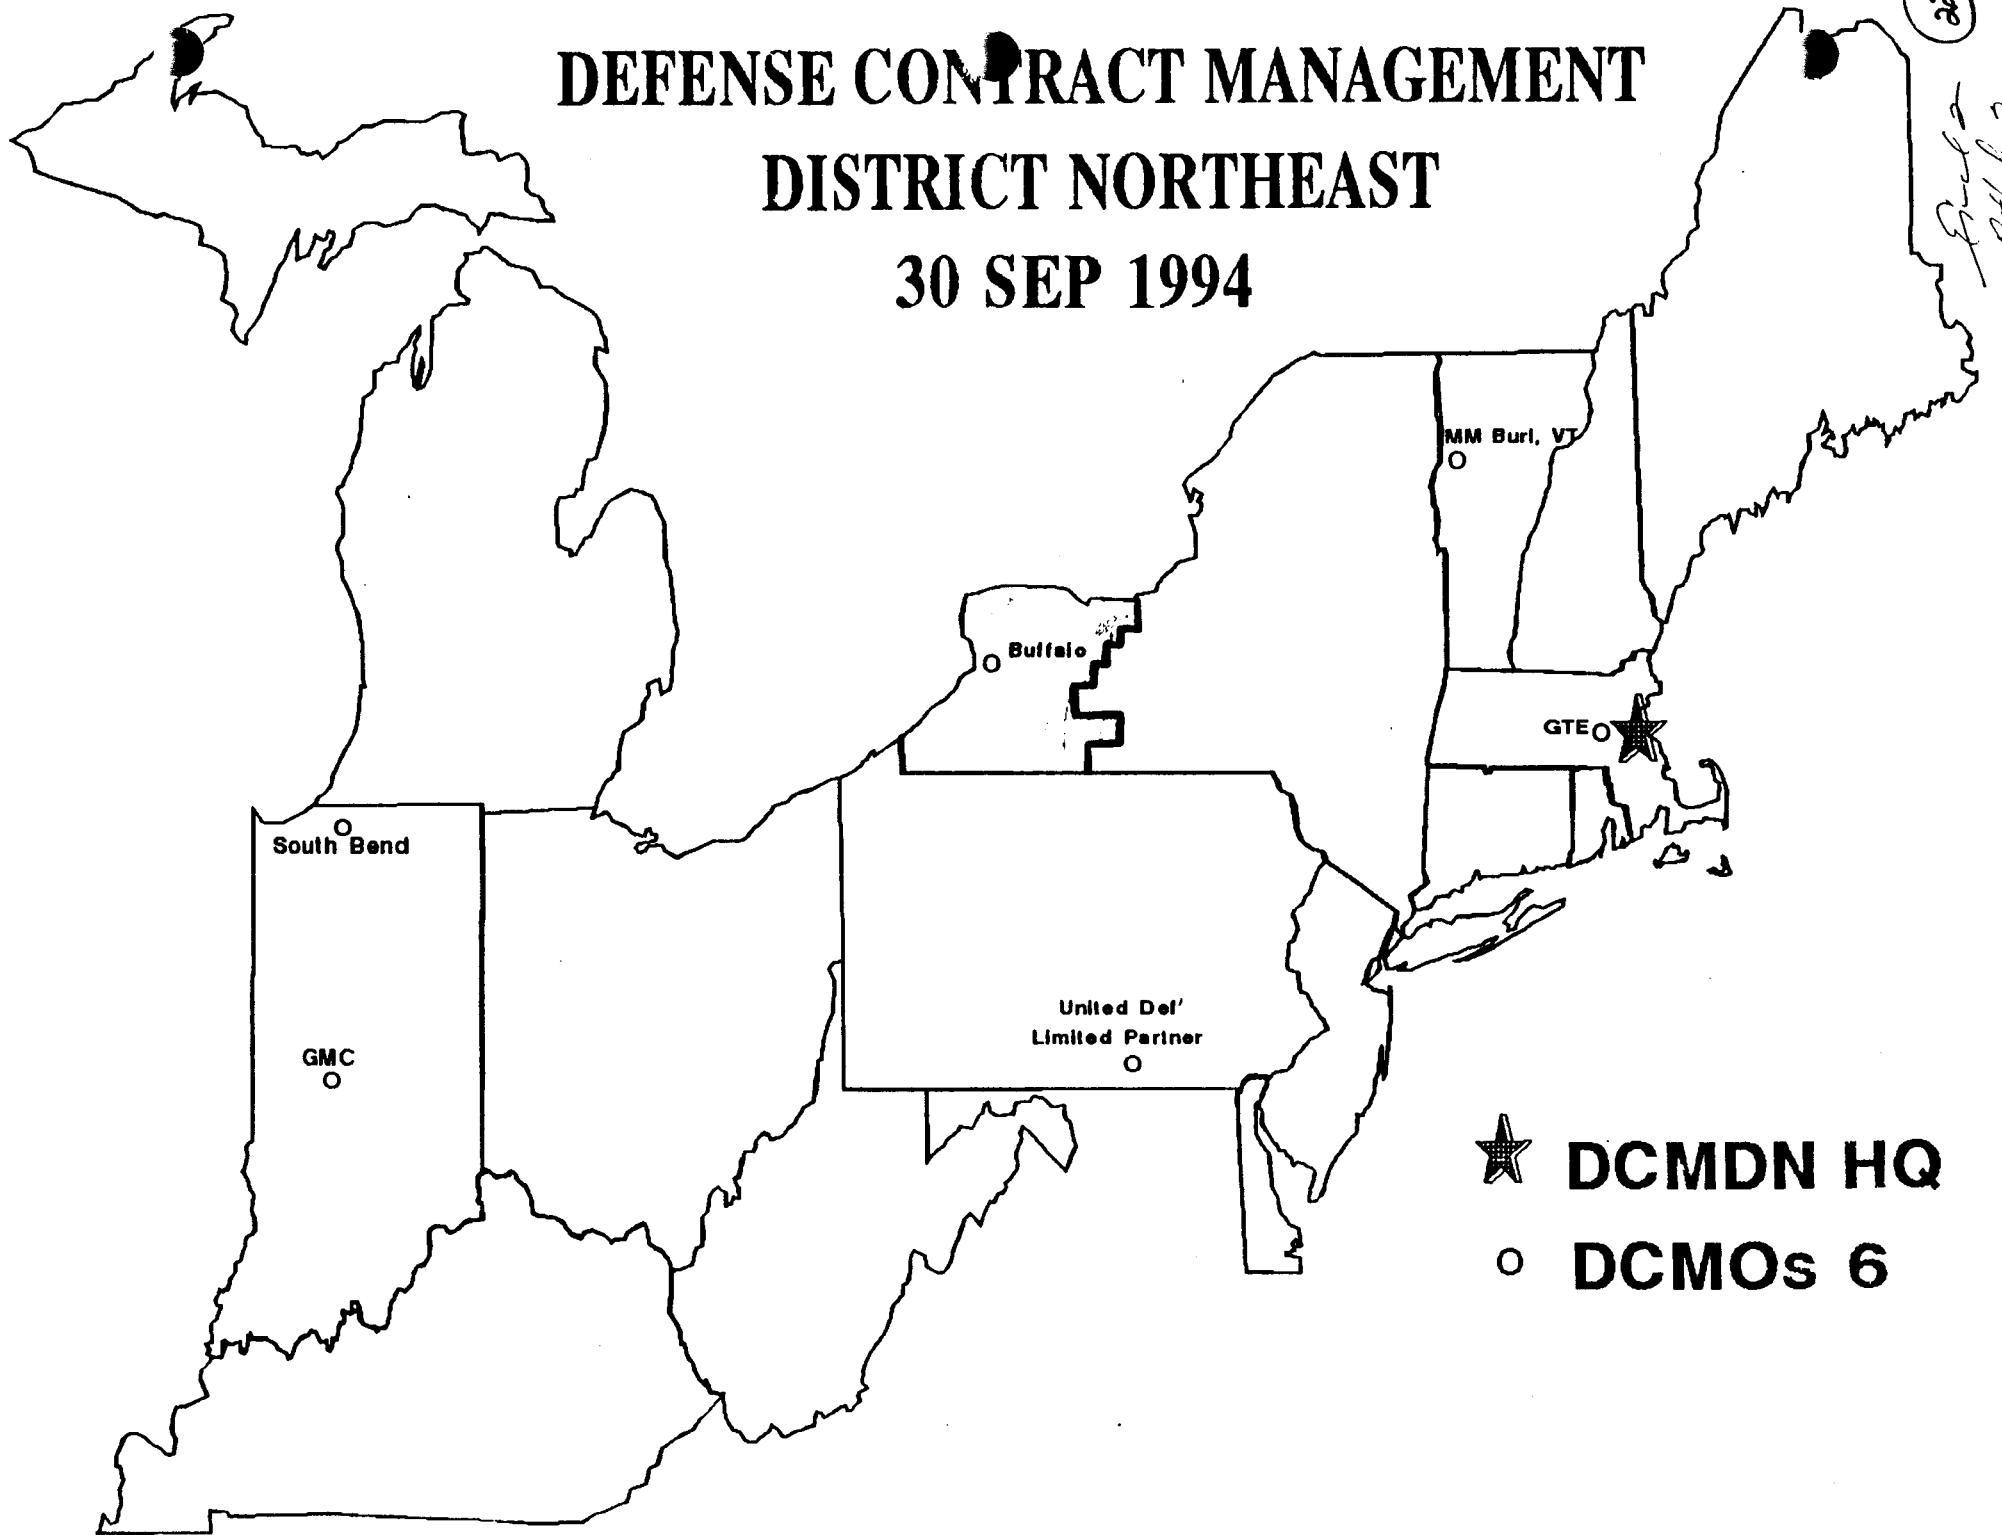 DEFENSE CONTRACT MANAGEMENT
DISTRICT NORTHEAST
30 SEP 1994
MM Burl, VT
Buffalo
GTE
South Bend
United Def'
Limited Partner
GMC
DCMDN HQ
DCMOs 6